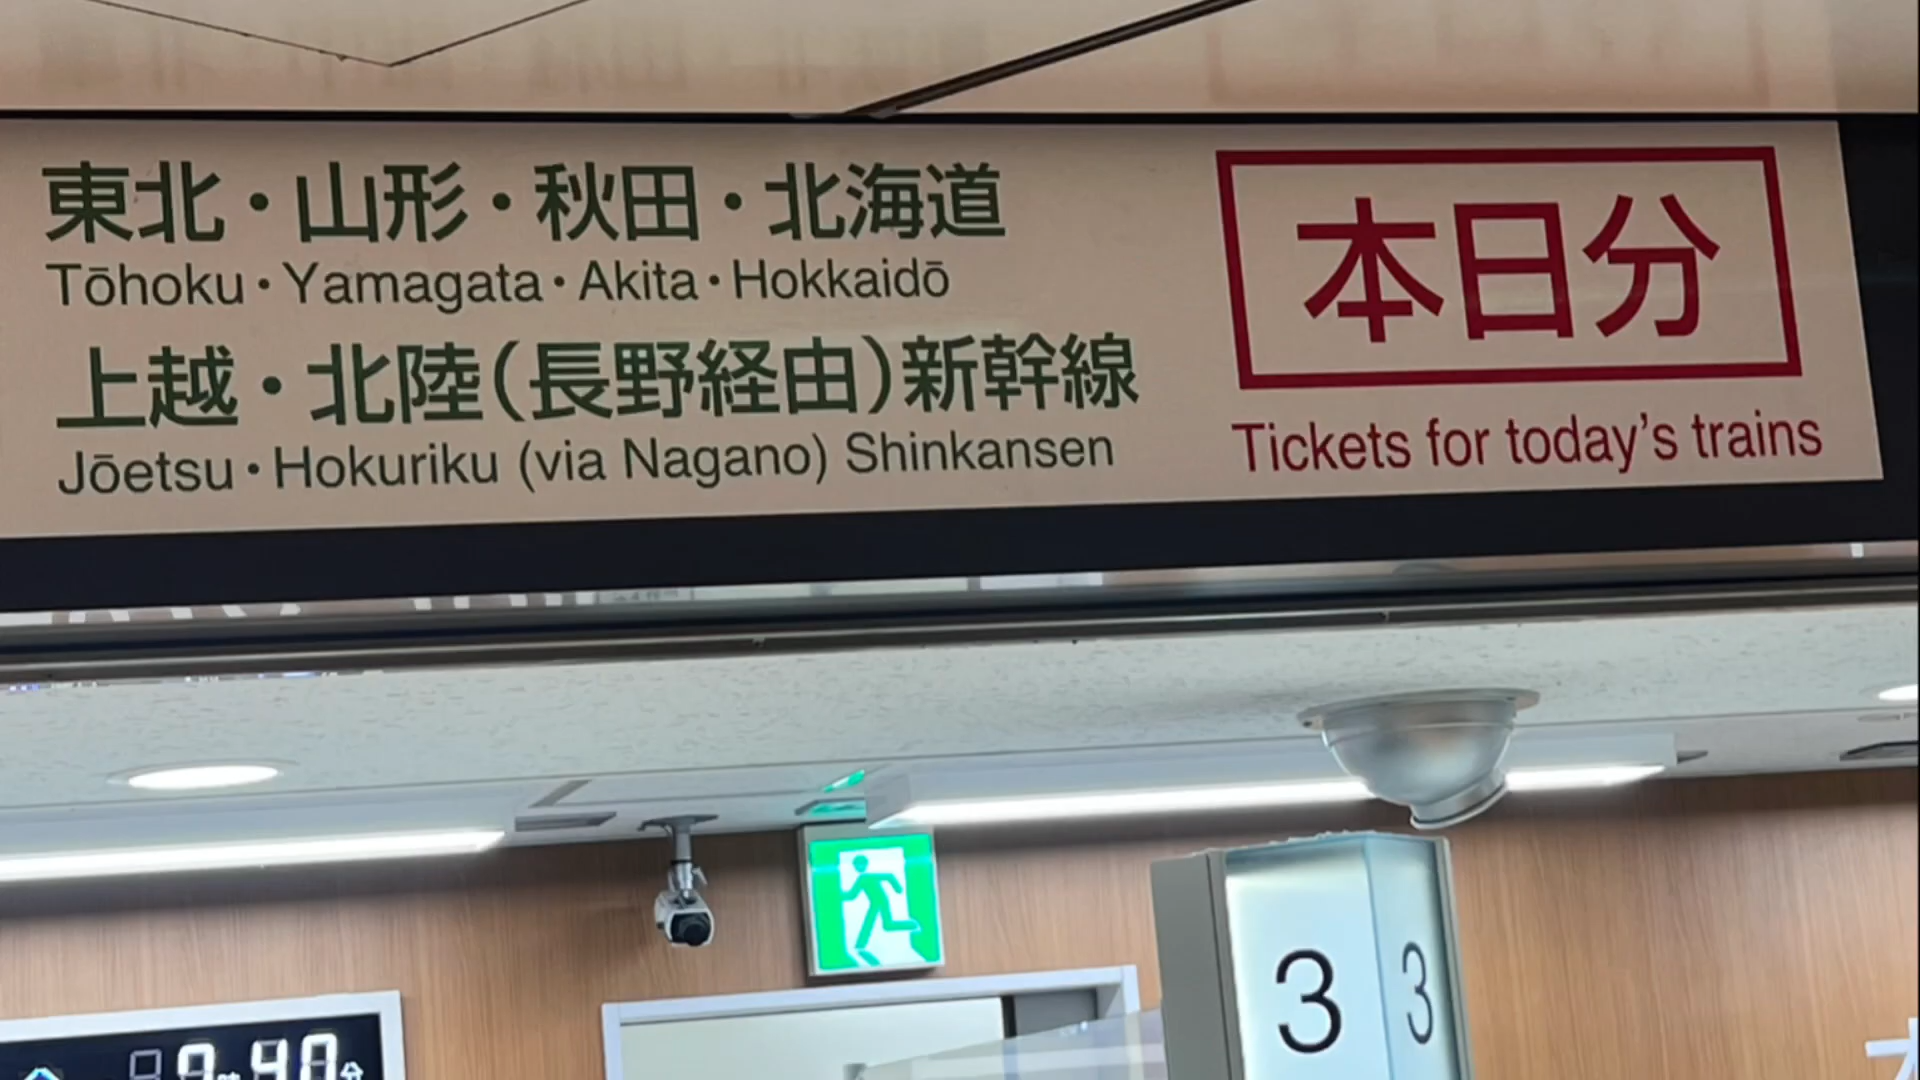 東北・山形・秋田・北海道
Tōhoku・Yamagata・Akita・Hokkaidō
上越・北陸(長野経由)新幹線
Jōetsu・Hokuriku (via Nagano) Shinkansen
本日分
Tickets for today's trains
3
3